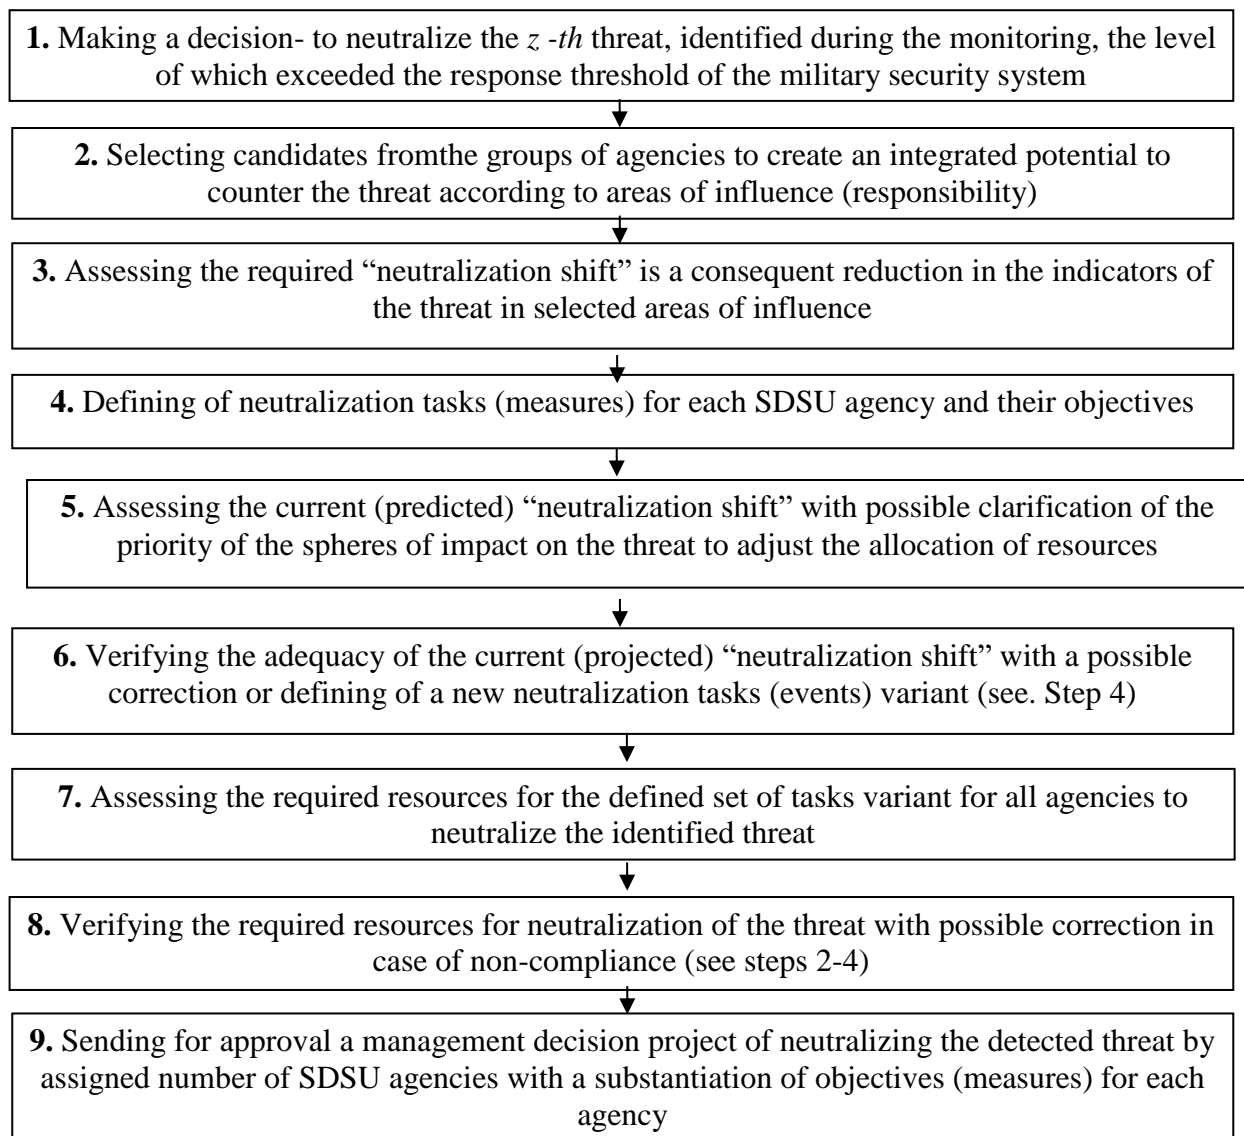 1. Making a decision- to neutralize the z -th threat, identified during the monitoring, the level
of which exceeded the response threshold of the military security system
2. Selecting candidates fromthe groups of agencies to create an integrated potential to
counter the threat according to areas of influence (responsibility)
3. Assessing the required “neutralization shift” is a consequent reduction in the indicators of
the threat in selected areas of influence
4. Defining of neutralization tasks (measures) for each SDSU agency and their objectives
5. Assessing the current (predicted) “neutralization shift” with possible clarification of the
priority of the spheres of impact on the threat to adjust the allocation of resources
6. Verifying the adequacy of the current (projected) “neutralization shift” with a possible
correction or defining of a new neutralization tasks (events) variant (see. Step 4)
7. Assessing the required resources for the defined set of tasks variant for all agencies to
neutralize the identified threat
8. Verifying the required resources for neutralization of the threat with possible correction in
case of non-compliance (see steps 2-4)
9. Sending for approval a management decision project of neutralizing the detected threat by
assigned number of SDSU agencies with a substantiation of objectives (measures) for each
agency